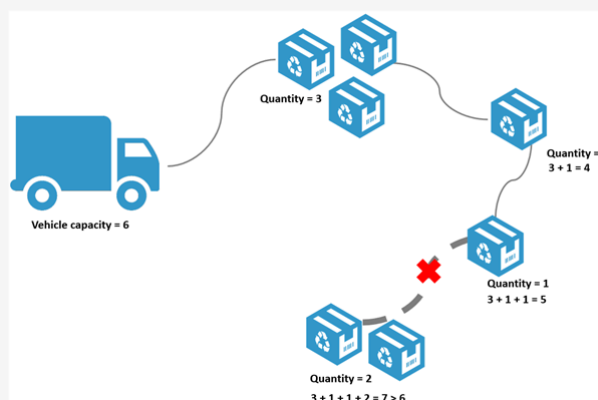 Quantity = 3
Quantity =
3 + 1 = 4
Vehicle capacity = 6
Quantity = 1
3 + 1 + 1 = 5
Quantity = 2
3 + 1 + 1 + 2 = 7 > 6